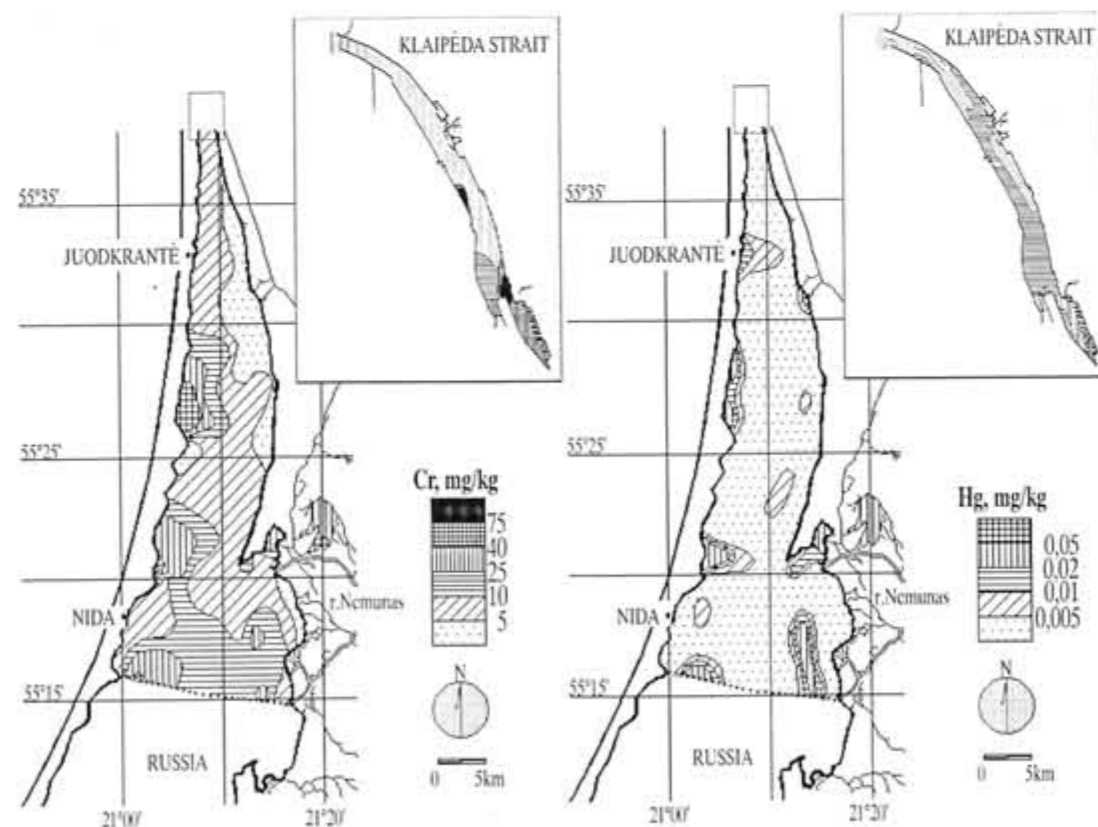 KLAIPĖDA STRAIT
55°35'
JUODKRANTĖ
55°25'
Cr, mg/kg
75
40
25
10
5
NIDA
r.Nemunas
N
55°15'
RUSSIA
0 5km
21°00'
21°20'
KLAIPĖDA STRAIT
55°35'
JUODKRANTĖ
55°25'
Hg, mg/kg
0,05
0,02
0,01
0,005
NIDA
r.Nemunas
N
55°15'
RUSSIA
0 5km
21°00'
21°20'